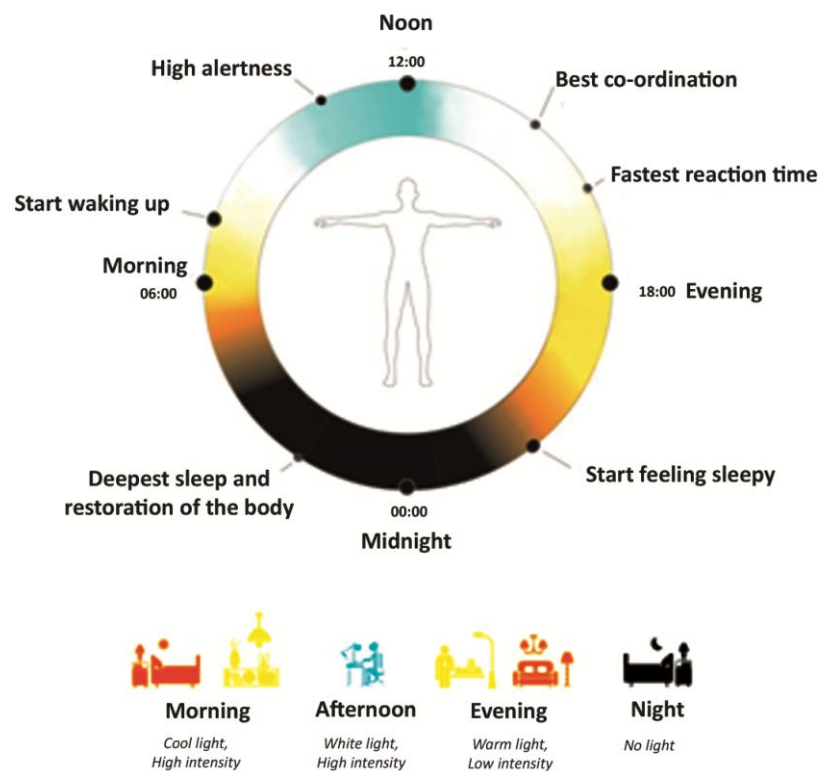 Noon
12:00
High alertness
Best co-ordination
Fastest reaction time
Start waking up
Morning
06:00
18:00 Evening
Start feeling sleepy
Deepest sleep and
restoration of the body
00:00
Midnight
Morning
Cool light,
High intensity
Afternoon
White light,
High intensity
Evening
Warm light,
Low intensity
Night
No light